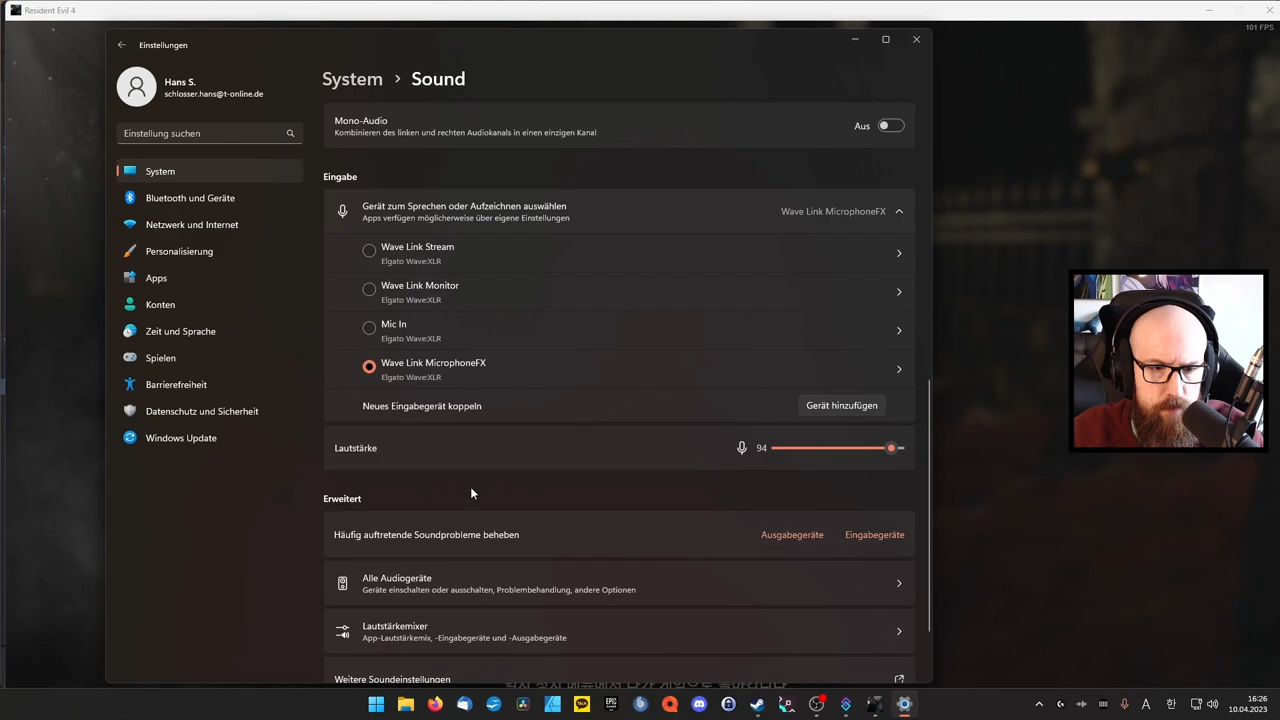 Resident Evil 4
101 FPS
Einstellungen
Hans S.
schlosser.hans@t-online.de
Einstellung suchen
System
Bluetooth und Geräte
Netzwerk und Internet
Personalisierung
Apps
Konten
Zeit und Sprache
Spielen
Barrierefreiheit
Datenschutz und Sicherheit
Windows Update
System > Sound
Mono-Audio
Kombinieren des linken und rechten Audiokanals in einen einzigen Kanal
Aus
Eingabe
Gerät zum Sprechen oder Aufzeichnen auswählen
Apps verfügen möglicherweise über eigene Einstellungen
Wave Link MicrophoneFX
Wave Link Stream
Elgato Wave:XLR
Wave Link Monitor
Elgato Wave:XLR
Mic In
Elgato Wave:XLR
Wave Link MicrophoneFX
Elgato Wave:XLR
Neues Eingabegerät koppeln
Gerät hinzufügen
Lautstärke
94
Erweitert
Häufig auftretende Soundprobleme beheben
Ausgabegeräte
Eingabegeräte
Alle Audiogeräte
Geräte einschalten oder ausschalten, Problembehandlung, andere Optionen
Lautstärkemixer
App-Lautstärkemix, -Eingabegeräte und -Ausgabegeräte
Weitere Soundeinstellungen
TALK
EPIC
A
한
16:26
10.04.2023